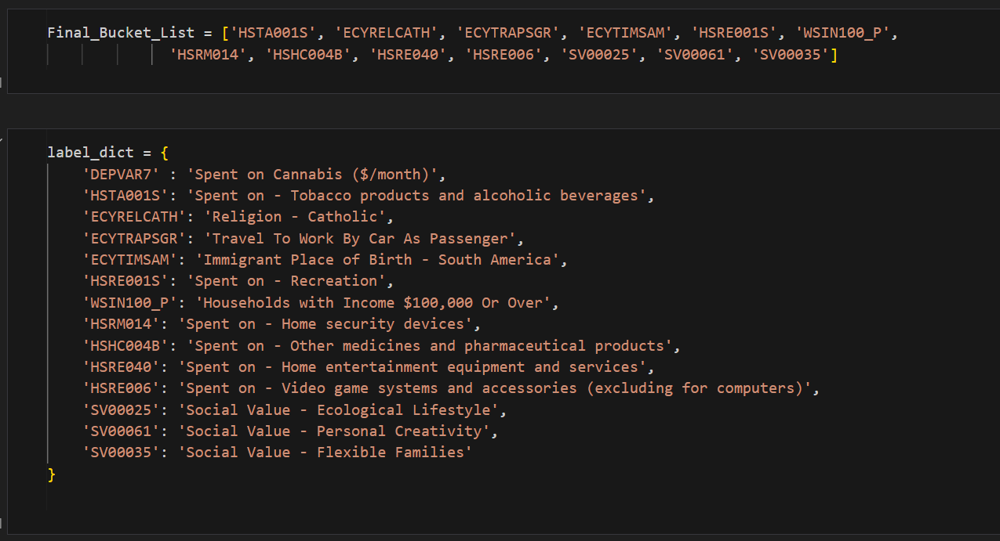 Final_Bucket_List = ['HSTA001S', 'ECYRELCATH', 'ECYTRAPSGR', 'ECYTIMSAM', 'HSRE001S', 'WSIN100_P',
'HSRM014', 'HSHC004B', 'HSRE040', 'HSRE006', 'SV00025', 'SV00061', 'SV00035']
label_dict = {
'DEPVAR7' : 'Spent on Cannabis ($/month)',
'HSTA001S': 'Spent on - Tobacco products and alcoholic beverages',
'ECYRELCATH': 'Religion - Catholic',
'ECYTRAPSGR': 'Travel To Work By Car As Passenger',
'ECYTIMSAM': 'Immigrant Place of Birth - South America',
'HSRE001S': 'Spent on - Recreation',
'WSIN100_P': 'Households with Income $100,000 Or Over',
'HSRM014': 'Spent on - Home security devices',
'HSHC004B': 'Spent on - Other medicines and pharmaceutical products',
'HSRE040': 'Spent on - Home entertainment equipment and services',
'HSRE006': 'Spent on - Video game systems and accessories (excluding for computers)',
'SV00025': 'Social Value - Ecological Lifestyle',
'SV00061': 'Social Value - Personal Creativity',
'SV00035': 'Social Value - Flexible Families'
}